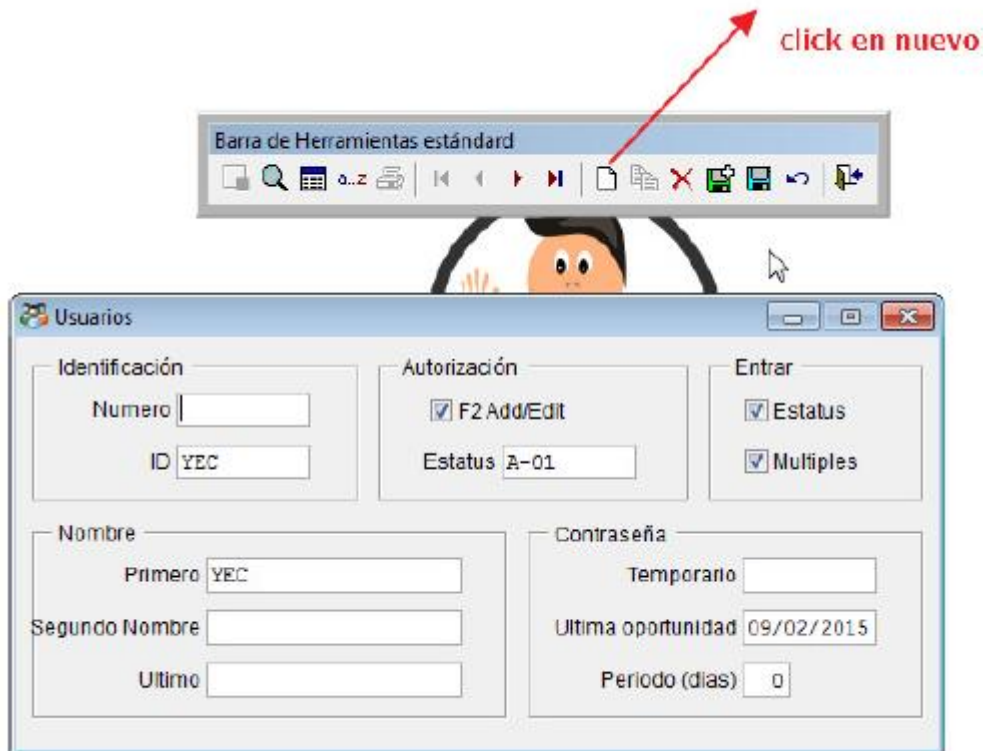 click en nuevo
Barra de Herramientas estándard
a..z
Usuarios
Identificación
Numero
ID YEC
Autorización
F2 Add/Edit
Estatus A-01
Entrar
Estatus
Multiples
Nombre
Primero YEC
Segundo Nombre
Ultimo
Contraseña
Temporario
Ultima oportunidad 09/02/2015
Periodo (dias) 0